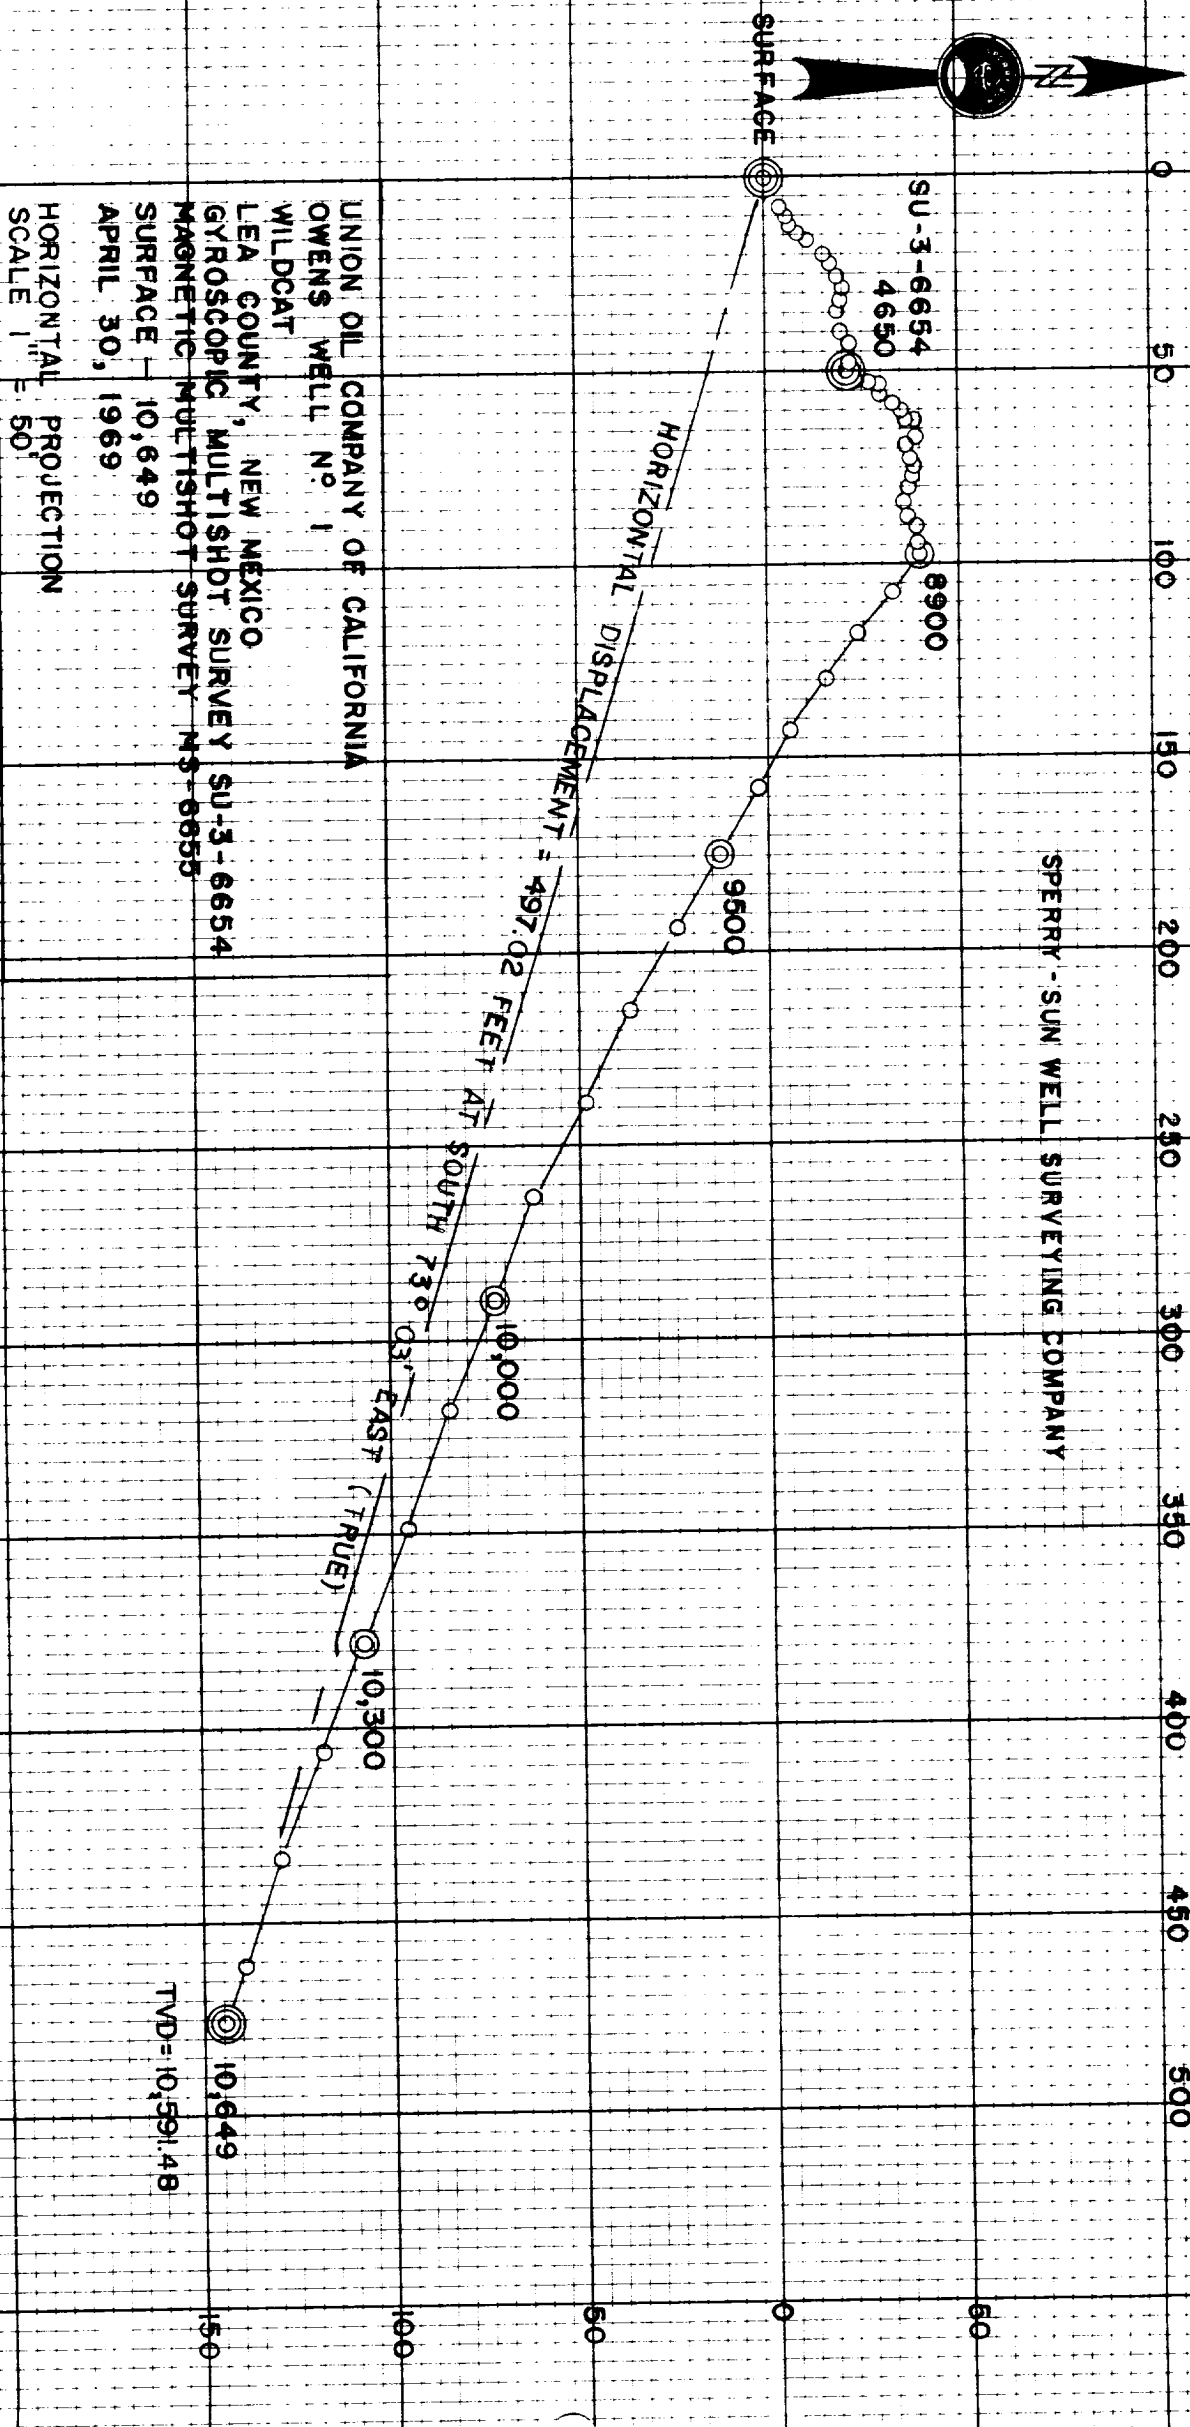 SPERRY-SUN WELL SURVEYING COMPANY
0
50
100
150
200
250
300
350
400
450
500
N
SURFACE
SU-3-6654
4650
8900
9500
10,000
10,300
10,649
TVD=10,591.48
HORIZONTAL DISPLACEMENT = 497.02 FEET AT SOUTH 73° 03' EAST (TRUE)
50
0
50
100
150
UNION OIL COMPANY OF CALIFORNIA
OWENS WELL Nº 1
WILDCAT
LEA COUNTY, NEW MEXICO
GYROSCOPIC MULTISHOT SURVEY SU-3-6654
MAGNETIC MULTISHOT SURVEY MS-6655
SURFACE - 10,649
APRIL 30, 1969
HORIZONTAL PROJECTION
SCALE 1" = 50'